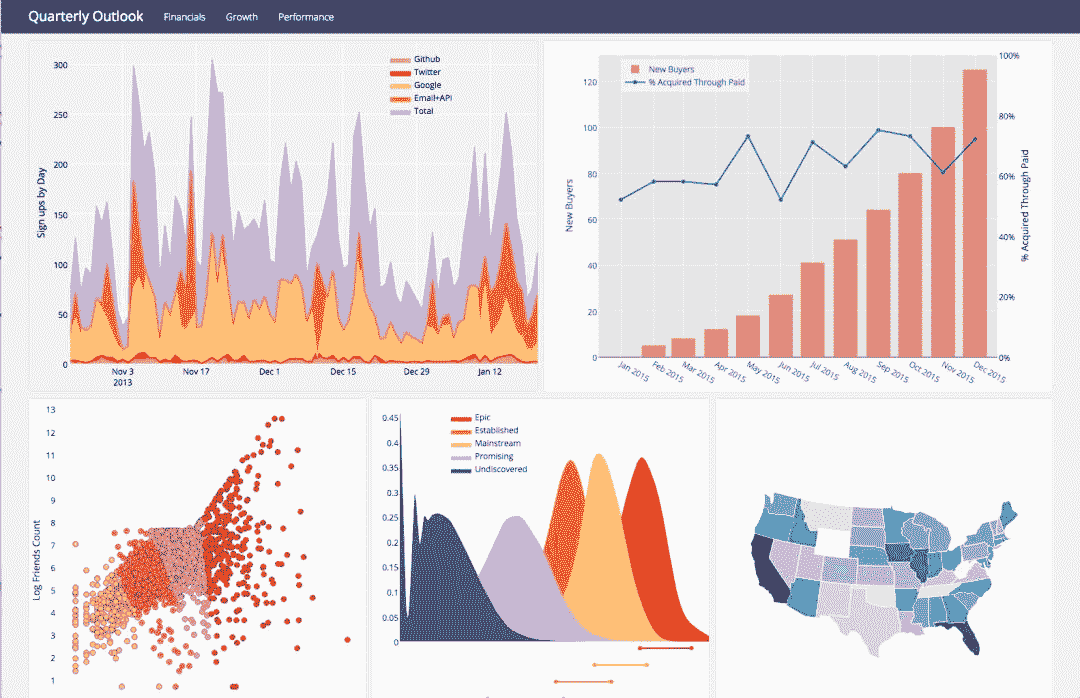 Quarterly Outlook Financials Growth Performance
300
250
200
150
100
50
0
Sign ups by Day
Github
Twitter
Google
Email+API
Total
Nov 3
2013
Nov 17
Dec 1
Dec 15
Dec 29
Jan 12
New Buyers
% Acquired Through Paid
120
100
80
60
40
20
0
New Buyers
100%
80%
60%
40%
20%
0%
% Acquired Through Paid
Jan 2015
Feb 2015
Mar 2015
Apr 2015
May 2015
Jun 2015
Jul 2015
Aug 2015
Sep 2015
Oct 2015
Nov 2015
Dec 2015
13
12
11
10
9
8
7
6
5
4
3
2
1
Log Friends Count
0.45
0.4
0.35
0.3
0.25
0.2
0.15
0.1
0.05
0
Epic
Established
Mainstream
Promising
Undiscovered